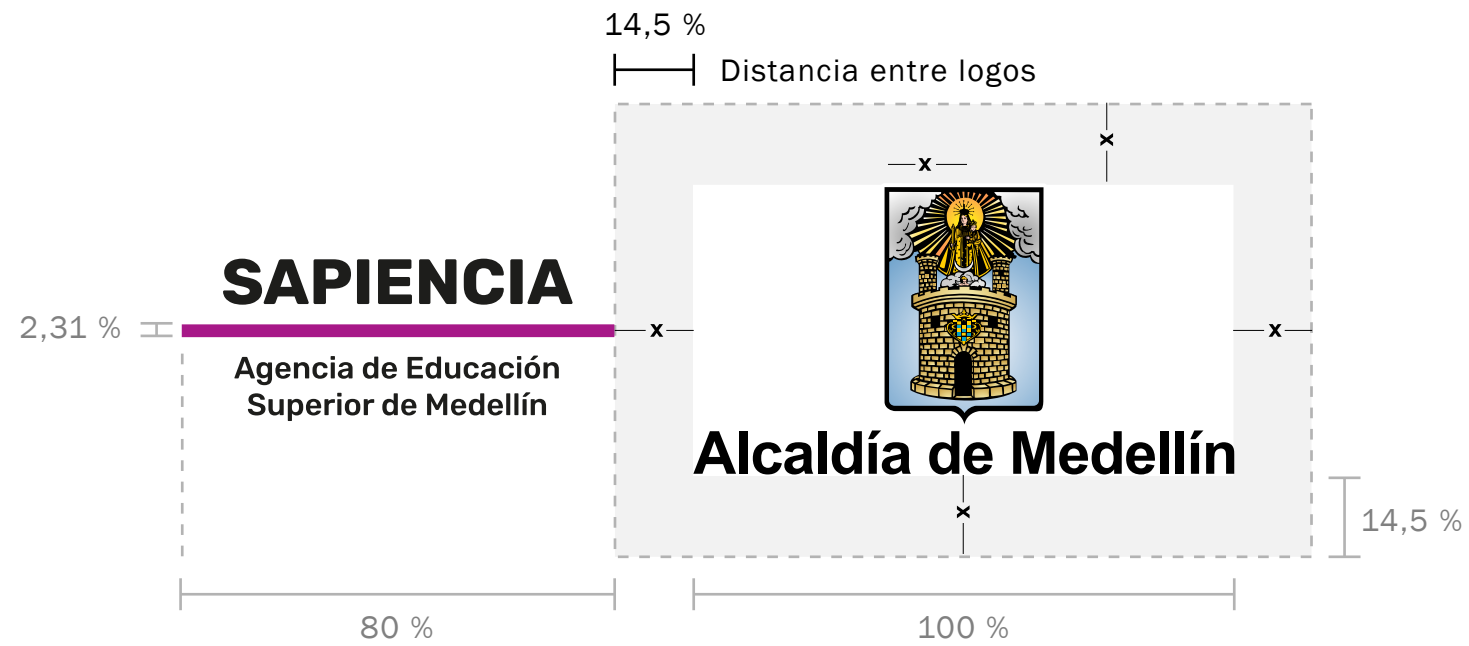 14,5 %
Distancia entre logos
x
x
SAPIENCIA
2,31 %
x
x
Agencia de Educación
Superior de Medellín
Alcaldía de Medellín
x
14,5 %
80 %
100 %